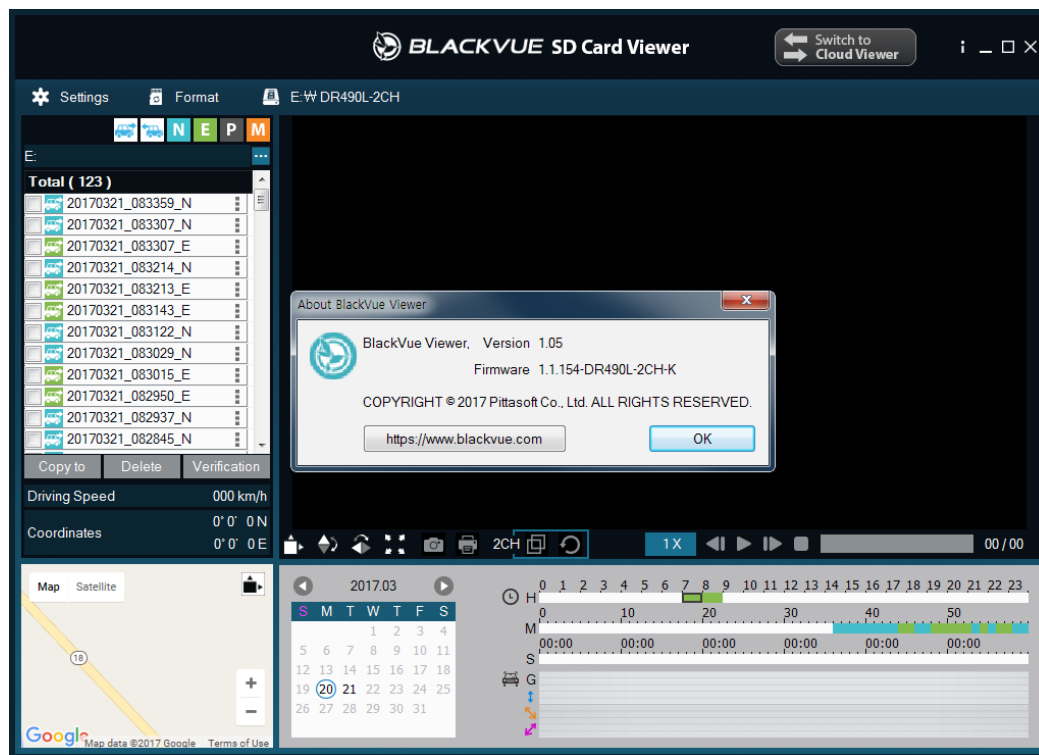 BLACKVUE SD Card Viewer
Switch to
Cloud Viewer
i
Settings Format E:₩ DR490L-2CH
N E P M
E: ...
Total ( 123 )
20170321_083359_N
20170321_083307_N
20170321_083307_E
20170321_083214_N
20170321_083213_E
20170321_083143_E
20170321_083122_N
20170321_083029_N
20170321_083015_E
20170321_082950_E
20170321_082937_N
20170321_082845_N
Copy to Delete Verification
Driving Speed 000 km/h
Coordinates 0° 0' 0 N
0° 0' 0 E
About BlackVue Viewer
BlackVue Viewer, Version 1.05
Firmware 1.1.154-DR490L-2CH-K
COPYRIGHT © 2017 Pittasoft Co., Ltd. ALL RIGHTS RESERVED.
https://www.blackvue.com OK
2CH 1X 00 / 00
Map Satellite
18
+
−
Google Map data ©2017 Google Terms of Use
2017.03
S M T W T F S
1 2 3 4
5 6 7 8 9 10 11
12 13 14 15 16 17 18
19 20 21 22 23 24 25
26 27 28 29 30 31
0 1 2 3 4 5 6 7 8 9 10 11 12 13 14 15 16 17 18 19 20 21 22 23
H
0 10 20 30 40 50
M
00:00 00:00 00:00 00:00 00:00 00:00
S
G